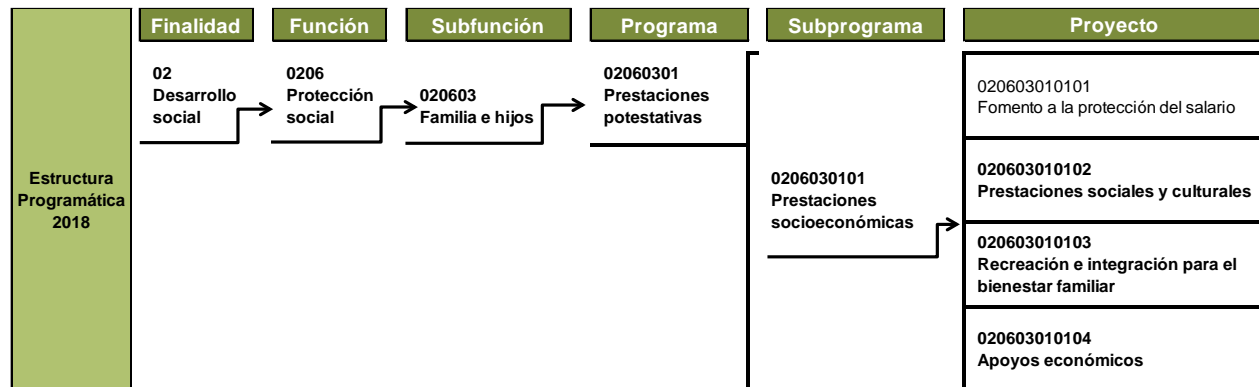 Finalidad
Función
Subfunción
Programa
Subprograma
Proyecto
Estructura
Programática
2018
02
Desarrollo
social
0206
Protección
social
020603
Familia e hijos
02060301
Prestaciones
potestativas
0206030101
Prestaciones
socioeconómicas
020603010101
Fomento a la protección del salario
020603010102
Prestaciones sociales y culturales
020603010103
Recreación e integración para el
bienestar familiar
020603010104
Apoyos económicos